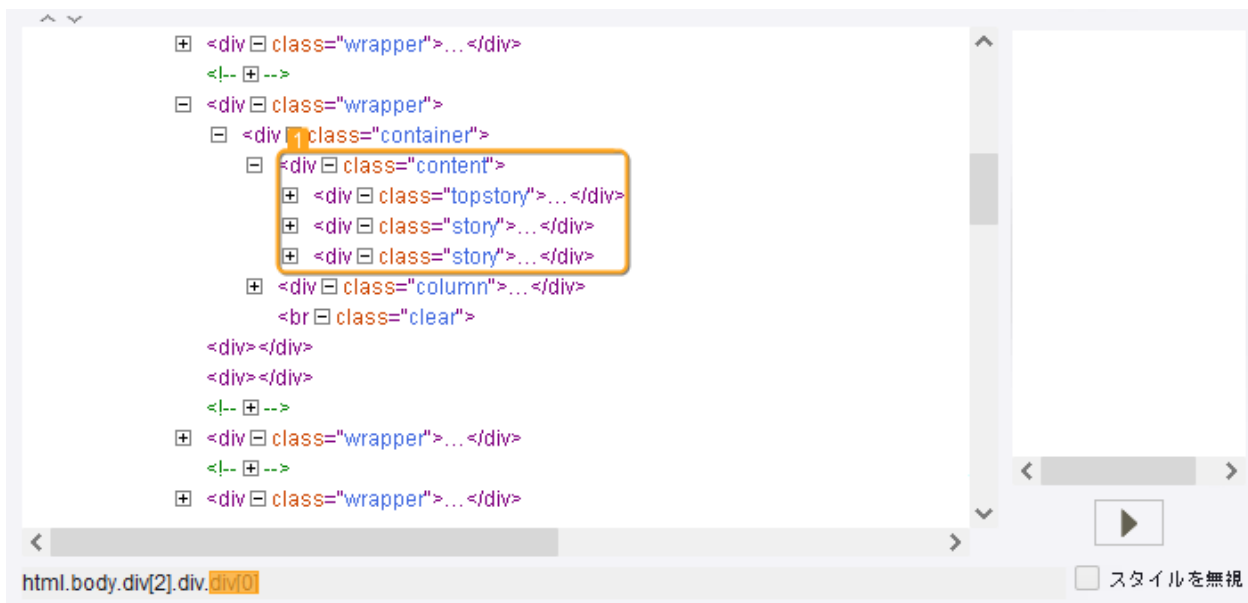 <div class="wrapper">...</div>
<!-- -->
<div class="wrapper">
<div class="container">
1
<div class="content">
<div class="topstory">...</div>
<div class="story">...</div>
<div class="story">...</div>
<div class="column">...</div>
<br class="clear">
<div></div>
<div></div>
<!-- -->
<div class="wrapper">...</div>
<!-- -->
<div class="wrapper">...</div>
html.body.div[2].div.div[0]
スタイルを無視